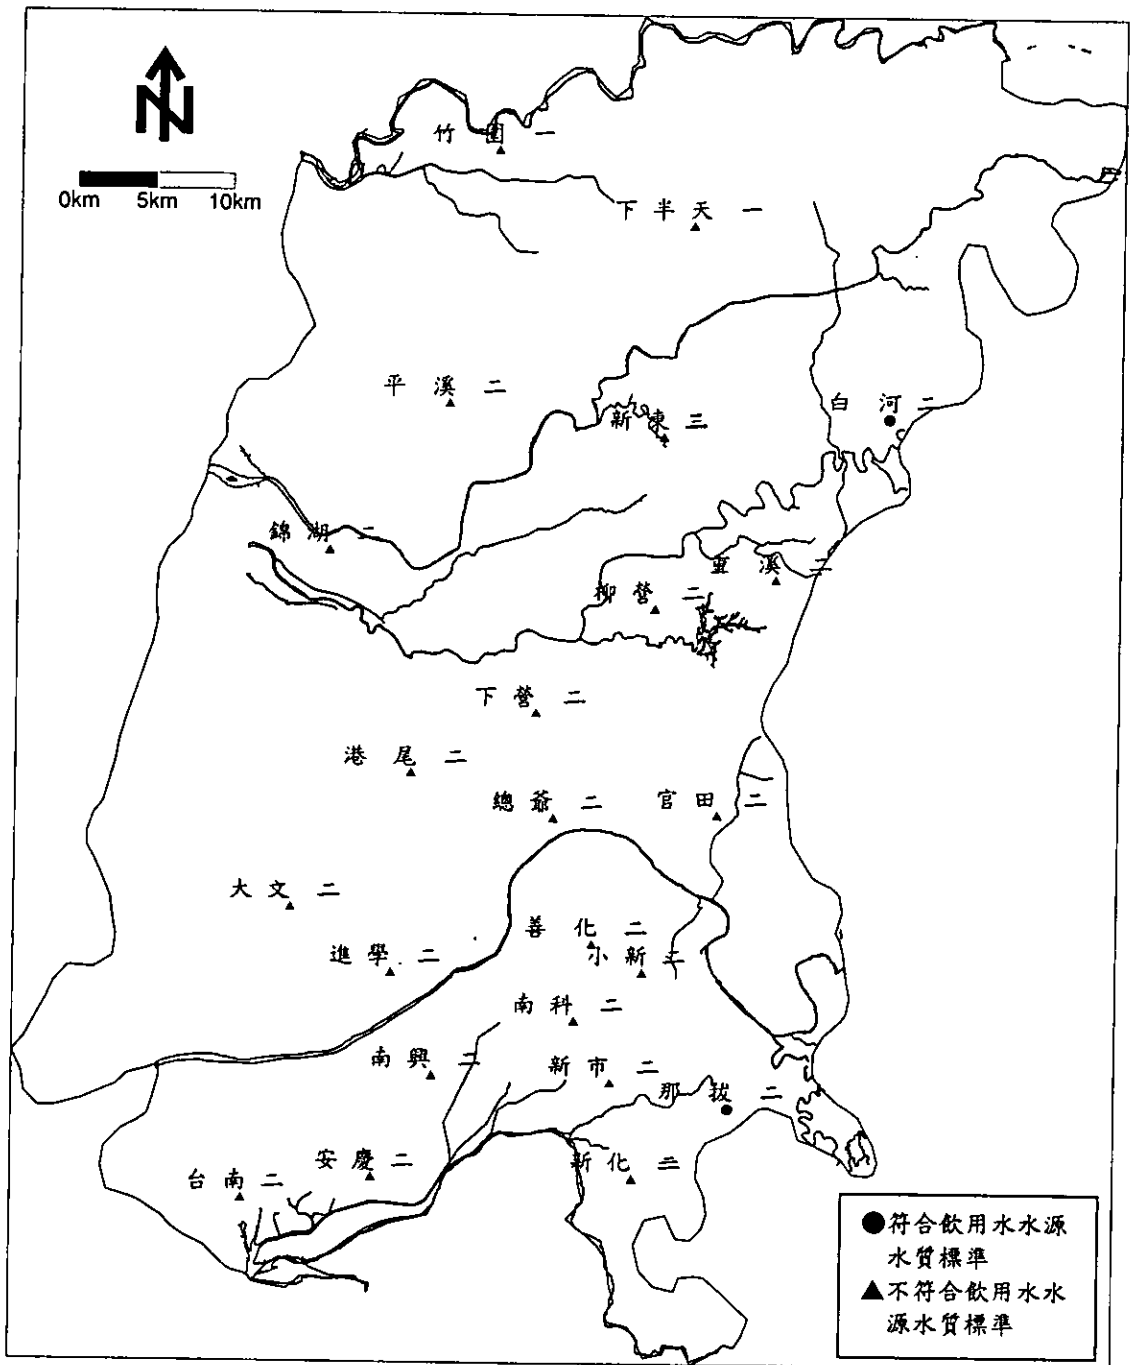 N
0km 5km 10km
竹圍一
下半天一
平溪二
新東三
白河二
錦湖二
柳營二
下營二
港尾二
總爺二
官田二
大文二
善化二
進學二
小新二
南科二
南興二
新市二
那拔二
安慶二
新化二
台南二
●符合飲用水水源
水質標準
▲不符合飲用水水
源水質標準